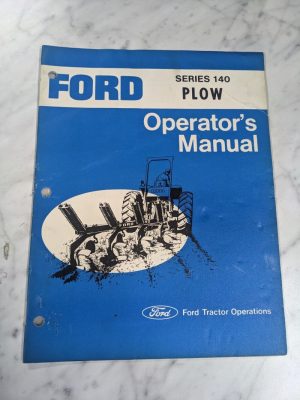 FORD
SERIES 140
PLOW
Operator's
Manual
Ford
Ford Tractor Operations